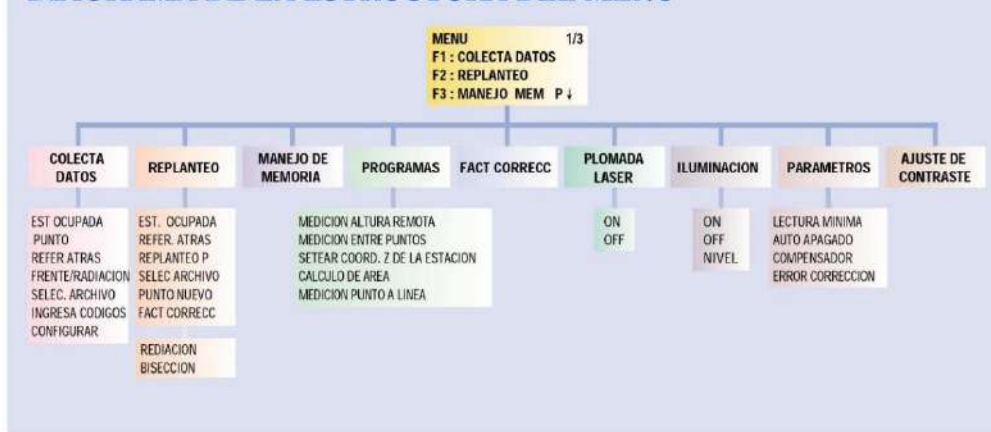 MENU 1/3
F1 : COLECTA DATOS
F2 : REPLANTEO
F3 : MANEJO MEM P↓
COLECTA
DATOS
REPLANTEO
MANEJO DE
MEMORIA
PROGRAMAS
FACT CORRECC
PLOMADA
LASER
ILUMINACION
PARAMETROS
AJUSTE DE
CONTRASTE
EST OCUPADA
PUNTO
REFER ATRAS
FRENTE/RADIACION
SELEC. ARCHIVO
INGRESA CODIGOS
CONFIGURAR
EST. OCUPADA
REFER. ATRAS
REPLANTEO P
SELEC ARCHIVO
PUNTO NUEVO
FACT CORRECC
REDIACION
BISECCION
MEDICION ALTURA REMOTA
MEDICION ENTRE PUNTOS
SETEAR COORD. Z DE LA ESTACION
CALCULO DE AREA
MEDICION PUNTO A LINEA
ON
OFF
ON
OFF
NIVEL
LECTURA MINIMA
AUTO APAGADO
COMPENSADOR
ERROR CORRECCION